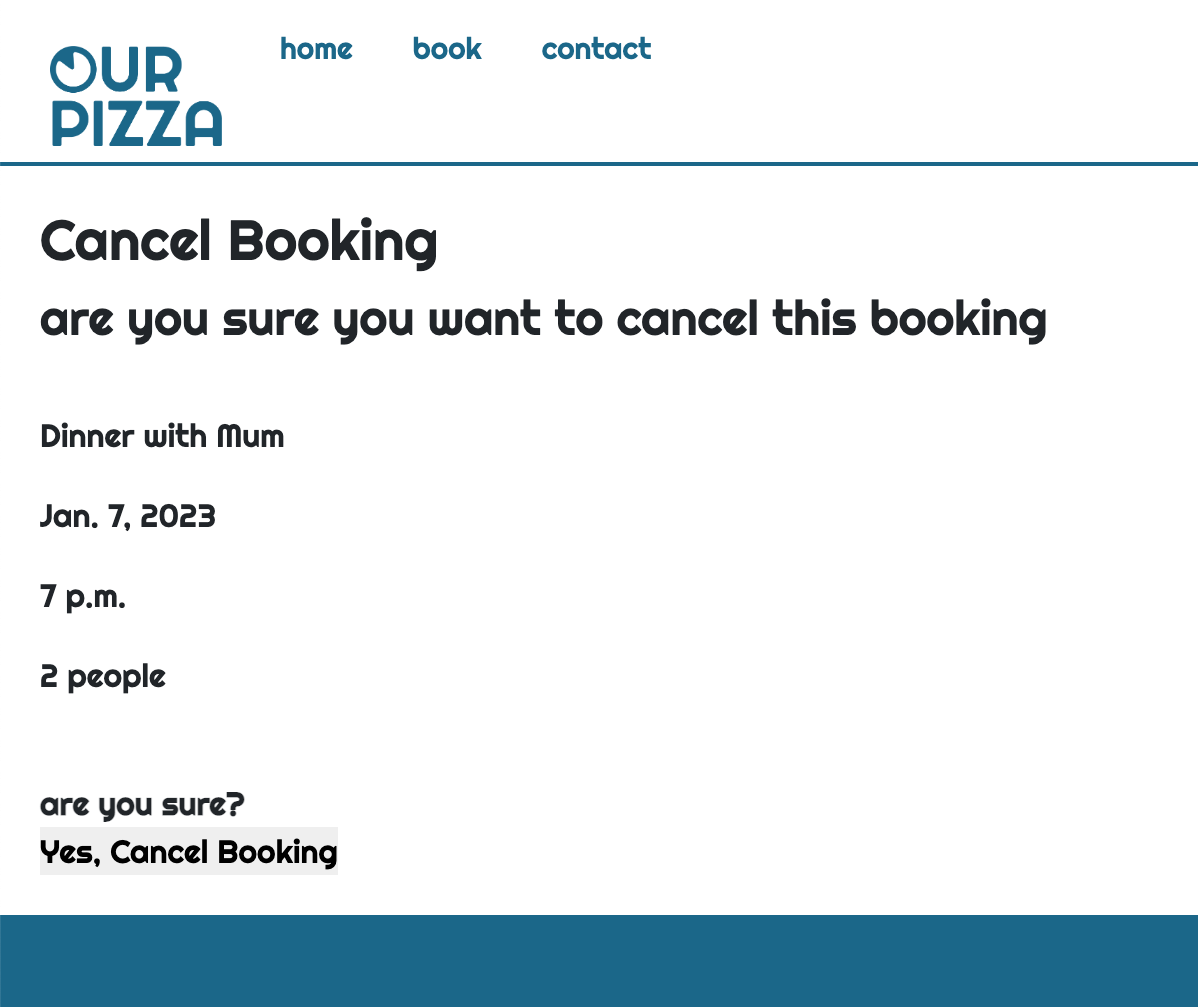 OUR
PIZZA
home book contact
Cancel Booking
are you sure you want to cancel this booking
Dinner with Mum
Jan. 7, 2023
7 p.m.
2 people
are you sure?
Yes, Cancel Booking